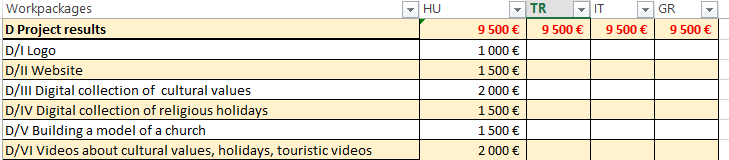 Workpackages HU TR IT GR
D Project results 9 500 € 9 500 € 9 500 € 9 500 €
D/I Logo 1 000 €
D/II Website 1 500 €
D/III Digital collection of cultural values 2 000 €
D/IV Digital collection of religious holidays 1 500 €
D/V Building a model of a church 1 500 €
D/VI Videos about cultural values, holidays, touristic videos 2 000 €